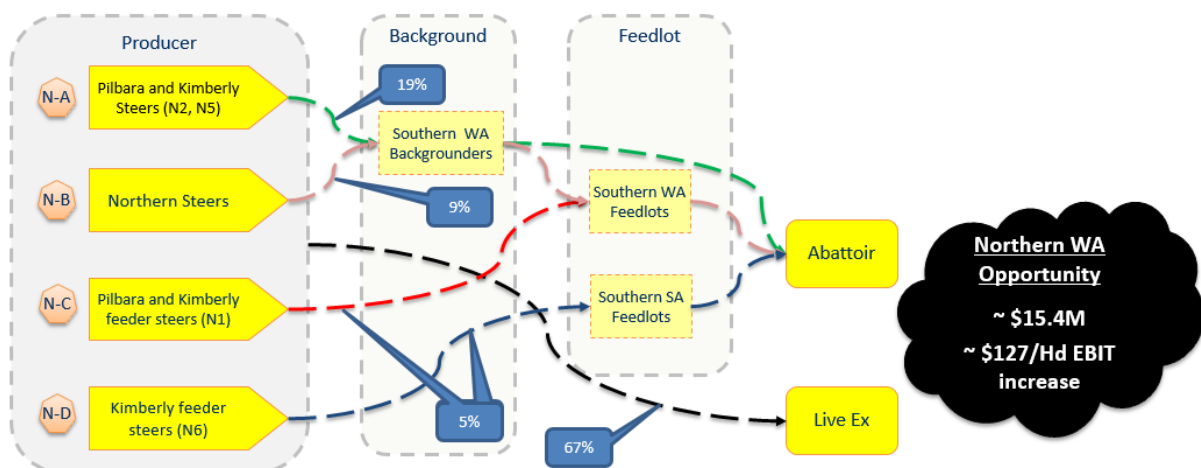 Producer
Background
Feedlot
N-A
Pilbara and Kimberly
Steers (N2, N5)
19%
Southern WA
Backgrounders
N-B
Northern Steers
9%
Southern WA
Feedlots
Abattoir
Northern WA
Opportunity
~ $15.4M
~ $127/Hd EBIT
increase
N-C
Pilbara and Kimberly
feeder steers (N1)
Southern SA
Feedlots
N-D
Kimberly feeder
steers (N6)
5%
67%
Live Ex